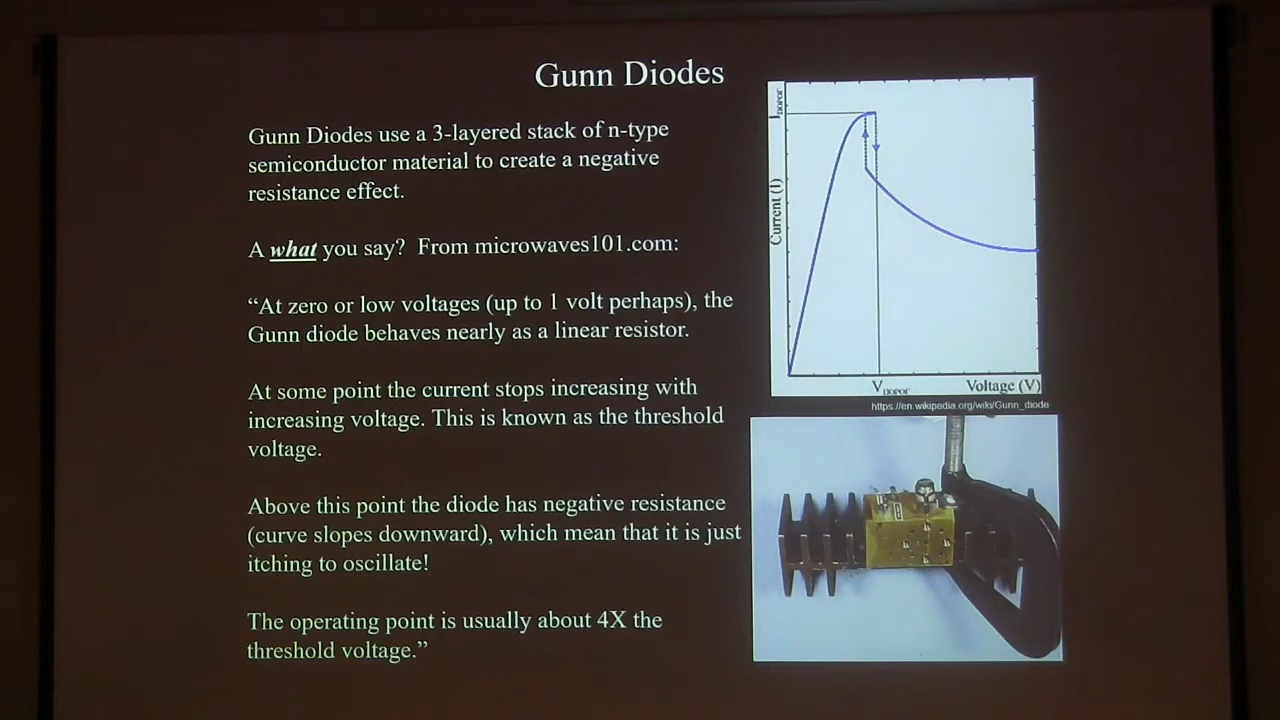 Gunn Diodes
Gunn Diodes use a 3-layered stack of n-type
semiconductor material to create a negative
resistance effect.
A what you say? From microwaves101.com:
“At zero or low voltages (up to 1 volt perhaps), the
Gunn diode behaves nearly as a linear resistor.
At some point the current stops increasing with
increasing voltage. This is known as the threshold
voltage.
Above this point the diode has negative resistance
(curve slopes downward), which mean that it is just
itching to oscillate!
The operating point is usually about 4X the
threshold voltage.”
Iпорог
Current (I)
Vпорог
Voltage (V)
https://en.wikipedia.org/wiki/Gunn_diode